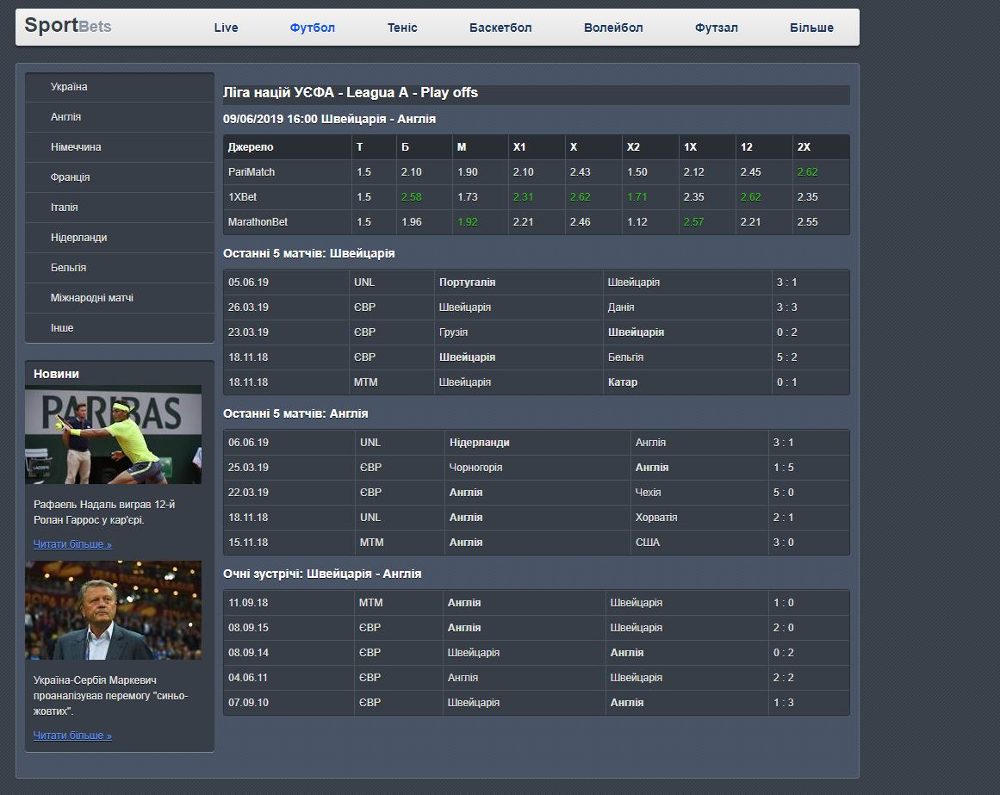 SportBets Live Футбол Теніс Баскетбол Волейбол Футзал Більше
Україна
Англія
Німеччина
Франція
Італія
Нідерланди
Бельгія
Міжнародні матчі
Інше
Новини
PARIBAS
LACOSTE
Рафаель Надаль виграв 12-й
Ролан Гаррос у кар'єрі.
Читати більше »
Україна-Сербія Маркевич
проаналізував перемогу "синьо-
жовтих".
Читати більше »
Ліга націй УЄФА - Leagua A - Play offs
09/06/2019 16:00 Швейцарія - Англія
Джерело Т Б М X1 X X2 1X 12 2X
PariMatch 1.5 2.10 1.90 2.10 2.43 1.50 2.12 2.45 2.62
1XBet 1.5 2.58 1.73 2.31 2.62 1.71 2.35 2.62 2.35
MarathonBet 1.5 1.96 1.92 2.21 2.46 1.12 2.57 2.21 2.55
Останні 5 матчів: Швейцарія
05.06.19 UNL Португалія Швейцарія 3 : 1
26.03.19 ЄВР Швейцарія Данія 3 : 3
23.03.19 ЄВР Грузія Швейцарія 0 : 2
18.11.18 ЄВР Швейцарія Бельгія 5 : 2
18.11.18 МТМ Швейцарія Катар 0 : 1
Останні 5 матчів: Англія
06.06.19 UNL Нідерланди Англія 3 : 1
25.03.19 ЄВР Чорногорія Англія 1 : 5
22.03.19 ЄВР Англія Чехія 5 : 0
18.11.18 UNL Англія Хорватія 2 : 1
15.11.18 МТМ Англія США 3 : 0
Очні зустрічі: Швейцарія - Англія
11.09.18 МТМ Англія Швейцарія 1 : 0
08.09.15 ЄВР Англія Швейцарія 2 : 0
08.09.14 ЄВР Швейцарія Англія 0 : 2
04.06.11 ЄВР Англія Швейцарія 2 : 2
07.09.10 ЄВР Швейцарія Англія 1 : 3